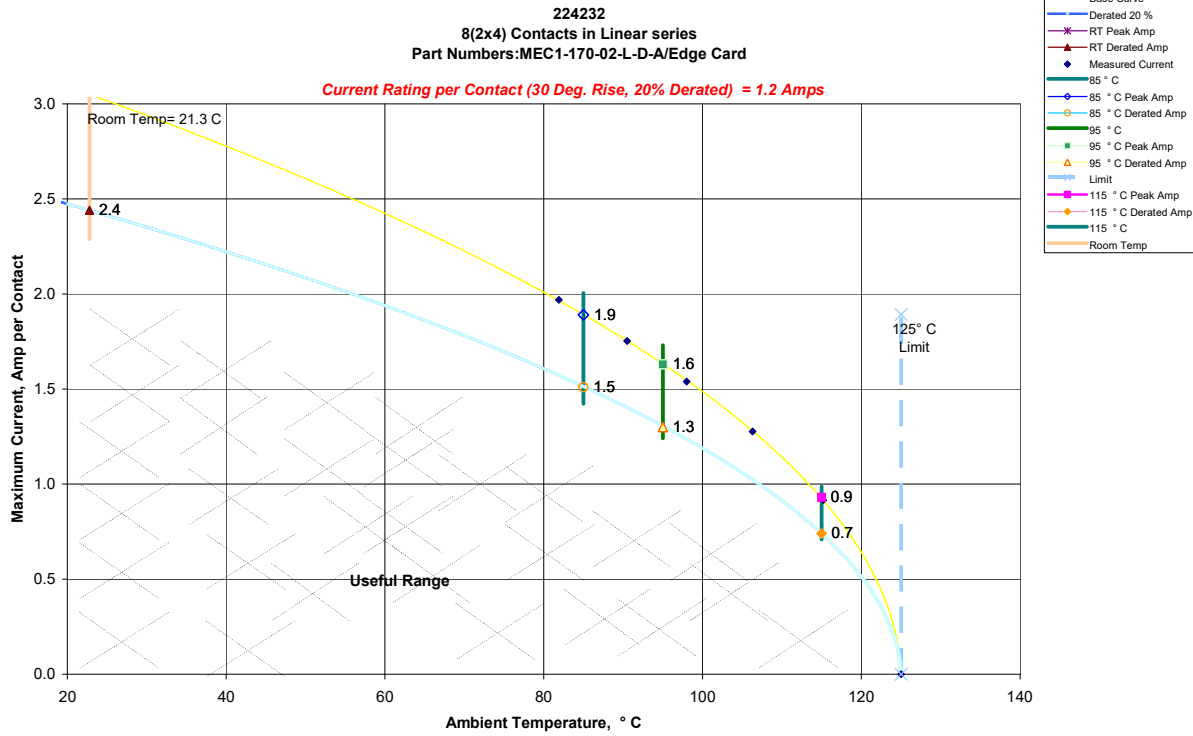 224232
8(2x4) Contacts in Linear series
Part Numbers:MEC1-170-02-L-D-A/Edge Card
Current Rating per Contact (30 Deg. Rise, 20% Derated) = 1.2 Amps
Derated 20 %
RT Peak Amp
RT Derated Amp
Measured Current
85 ° C
85 ° C Peak Amp
85 ° C Derated Amp
95 ° C
95 ° C Peak Amp
95 ° C Derated Amp
Limit
115 ° C Peak Amp
115 ° C Derated Amp
115 ° C
Room Temp
Maximum Current, Amp per Contact
3.0
2.5
2.0
1.5
1.0
0.5
0.0
Room Temp= 21.3 C
2.4
1.9
1.5
1.6
1.3
0.9
0.7
125° C
Limit
Useful Range
20
40
60
80
100
120
140
Ambient Temperature, ° C